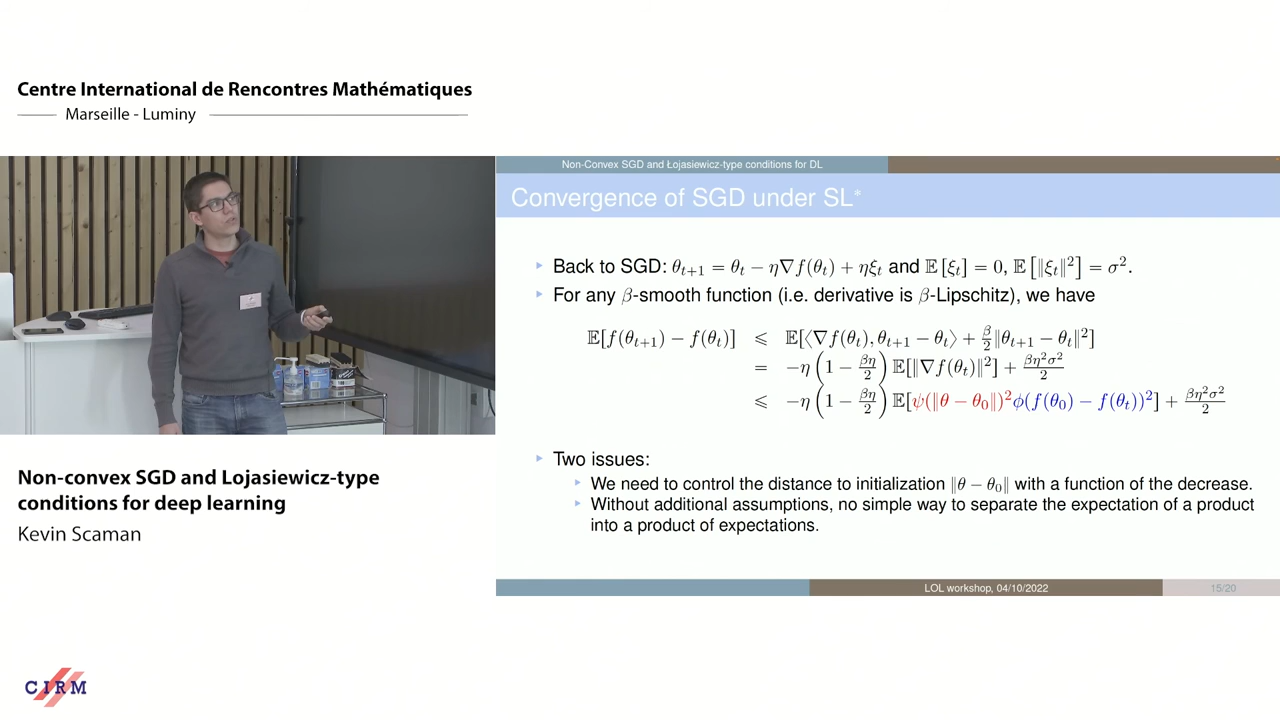 Centre International de Rencontres Mathématiques
Marseille - Luminy
Non-Convex SGD and Łojasiewicz-type conditions for DL
Convergence of SGD under SL*
Back to SGD: θ_{t+1} = θ_t − η∇f(θ_t) + ηξ_t and 𝔼[ξ_t] = 0, 𝔼[‖ξ_t‖²] = σ².
For any β-smooth function (i.e. derivative is β-Lipschitz), we have
𝔼[f(θ_{t+1}) − f(θ_t)] ⩽ 𝔼[⟨∇f(θ_t), θ_{t+1} − θ_t⟩ + β/2 ‖θ_{t+1} − θ_t‖²]
= −η(1 − βη/2) 𝔼[‖∇f(θ_t)‖²] + βη²σ²/2
⩽ −η(1 − βη/2) 𝔼[ψ(‖θ − θ_0‖)² ϕ(f(θ_0) − f(θ_t))²] + βη²σ²/2
Two issues:
We need to control the distance to initialization ‖θ − θ_0‖ with a function of the decrease.
Without additional assumptions, no simple way to separate the expectation of a product
into a product of expectations.
LOL workshop, 04/10/2022
15/20
Non-convex SGD and Lojasiewicz-type
conditions for deep learning
Kevin Scaman
CIRM